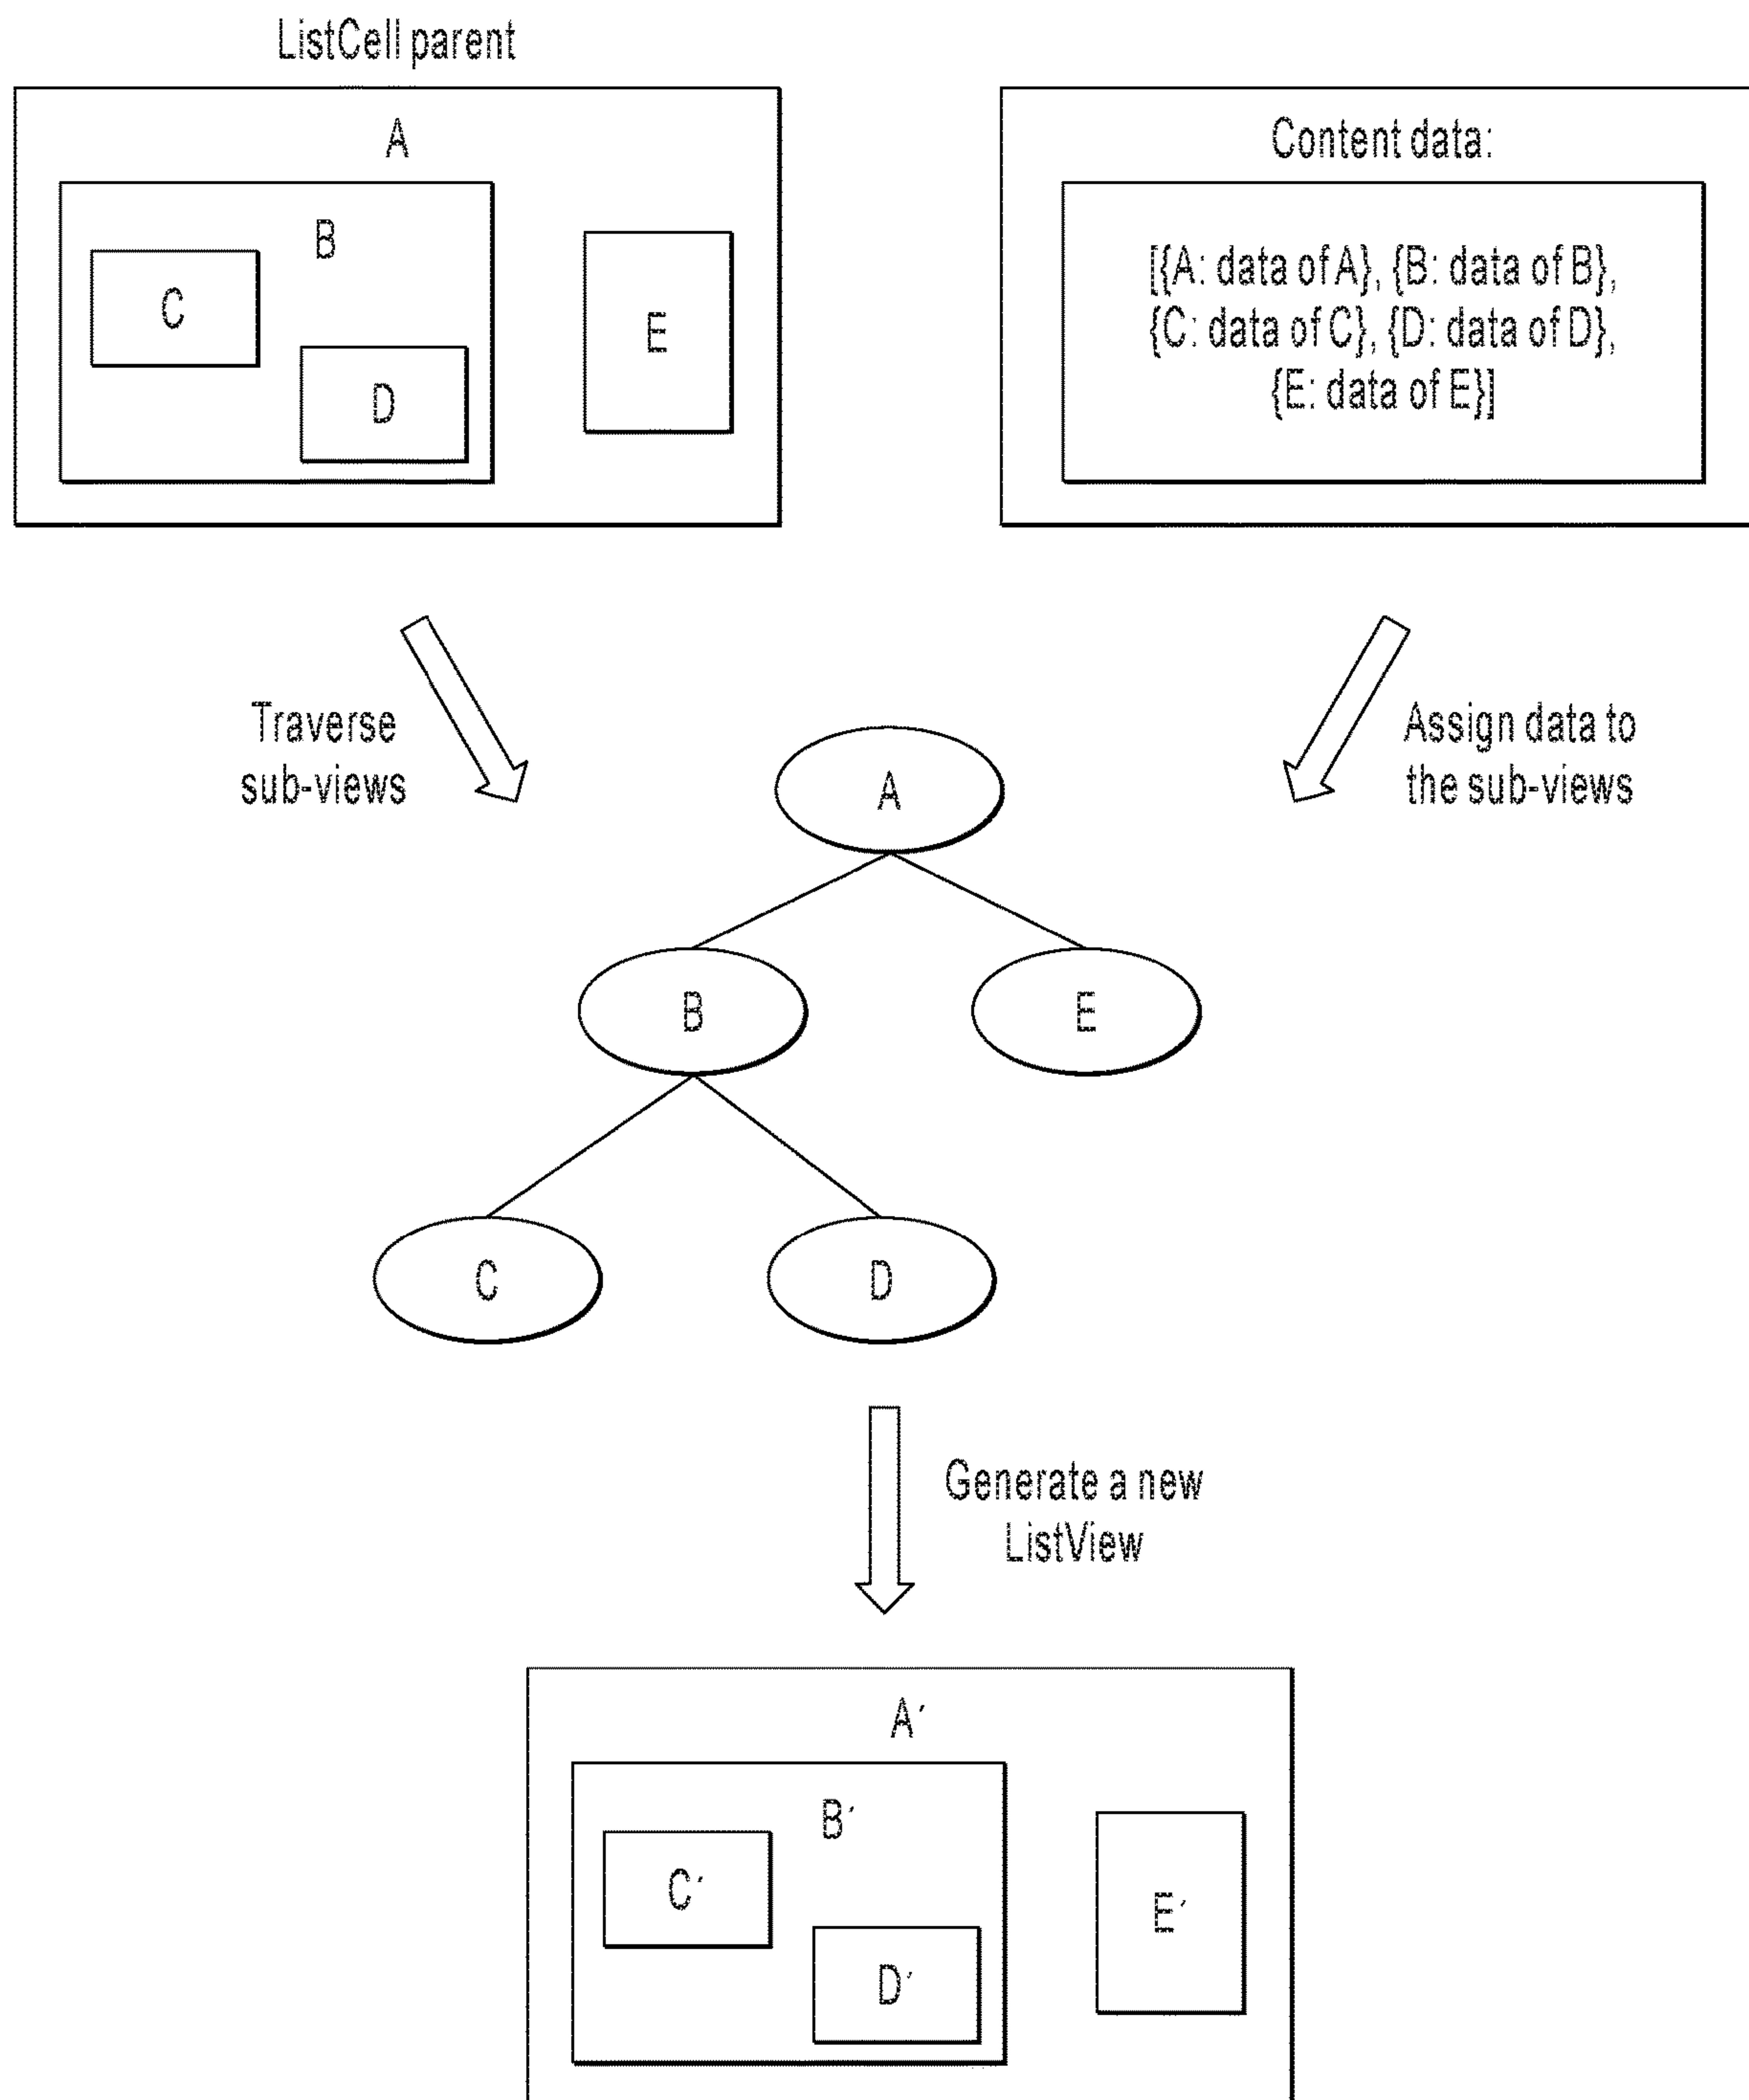 ListCell parent
A
B
C
D
E
Content data:
[{A: data of A}, {B: data of B},
{C: data of C}, {D: data of D},
{E: data of E}]
Traverse
sub-views
Assign data to
the sub-views
A
B
E
C
D
Generate a new
ListView
A´
B´
C´
D´
E´